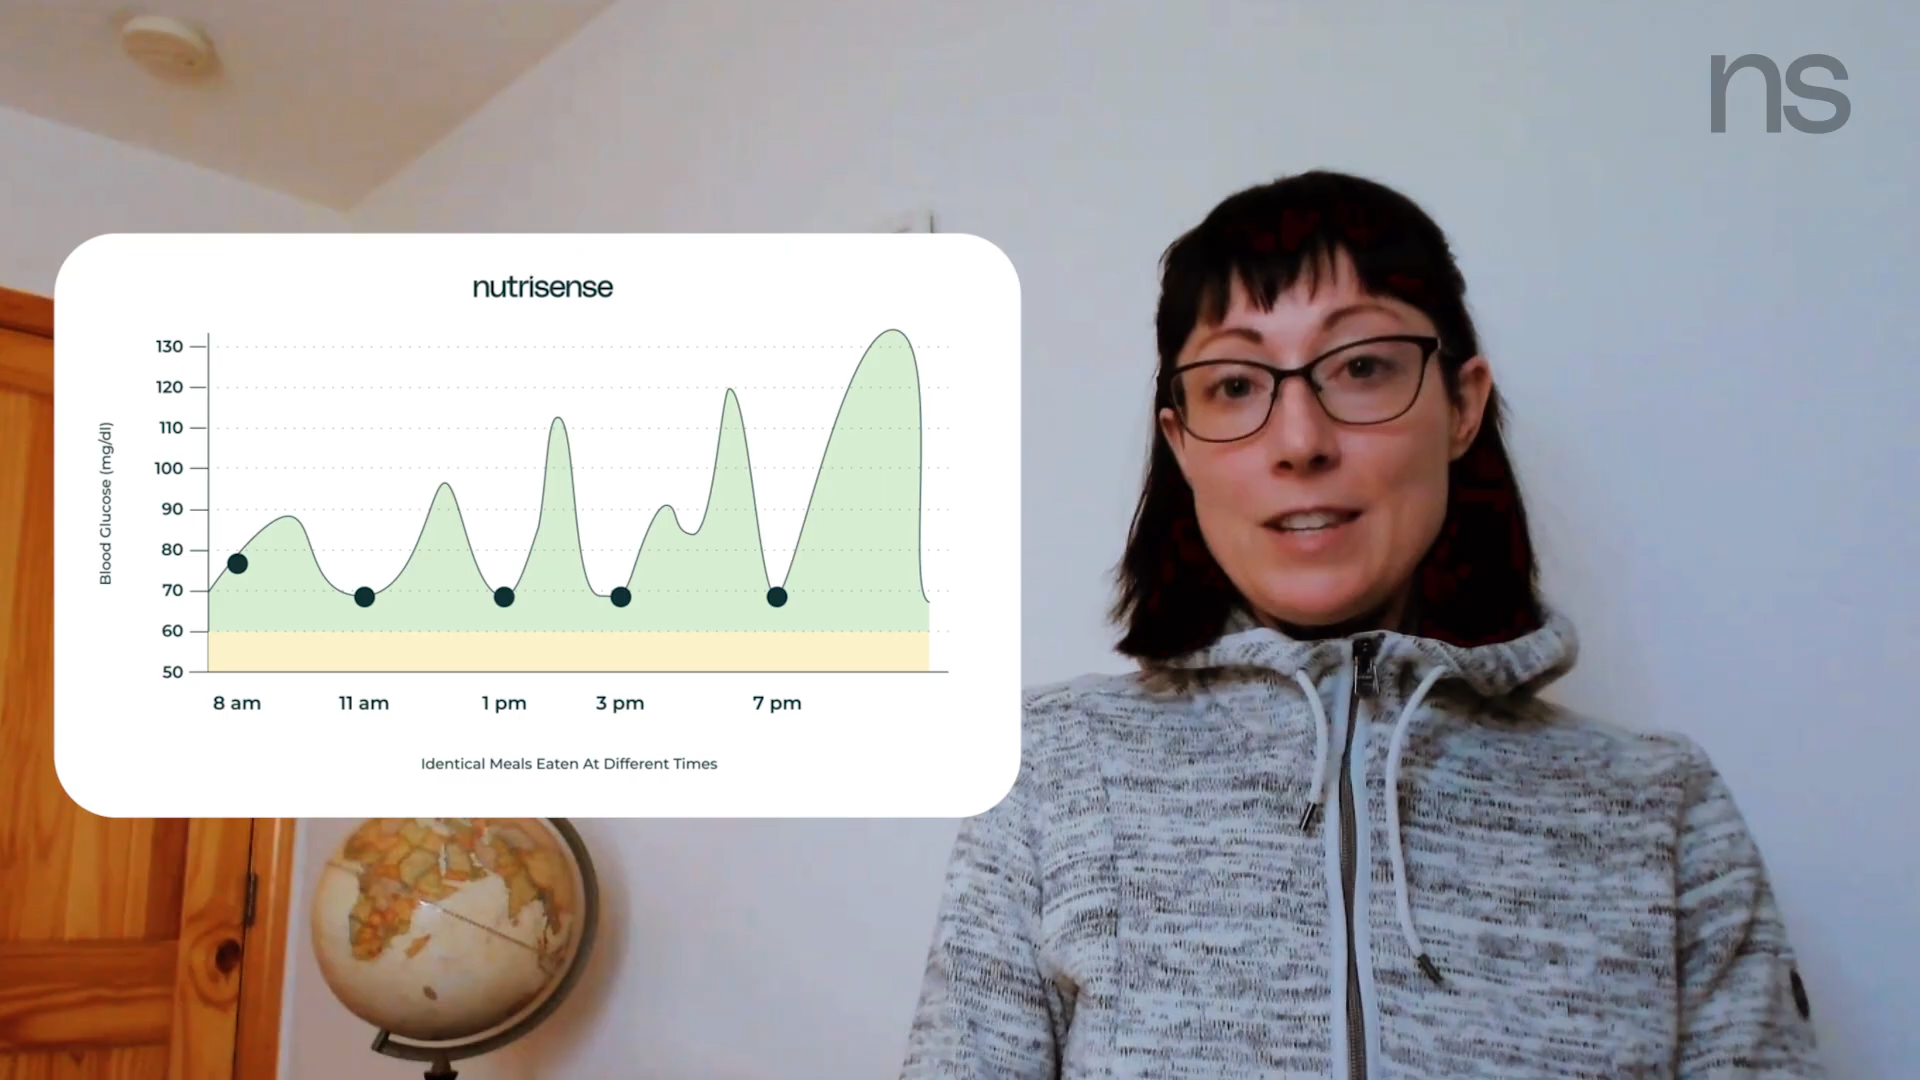 ns
nutrisense
130
120
110
100
90
80
70
60
50
Blood Glucose (mg/dl)
8 am 11 am 1 pm 3 pm 7 pm
Identical Meals Eaten At Different Times